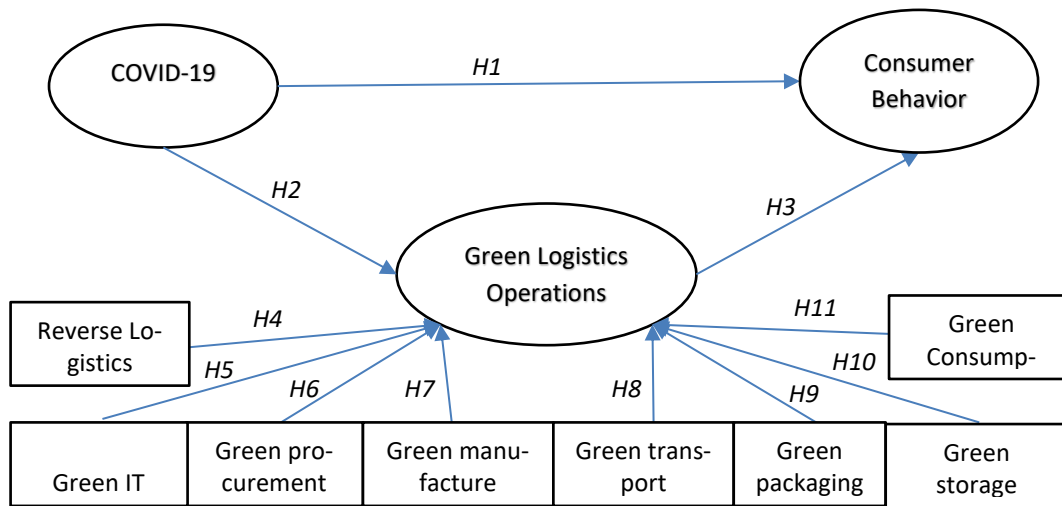 COVID-19
H1
Consumer
Behavior
H2
H3
Green Logistics
Operations
Reverse Lo-
gistics
H4
H5
H6
H7
H8
H9
H10
H11
Green
Consump-
Green IT
Green pro-
curement
Green manu-
facture
Green trans-
port
Green
packaging
Green
storage